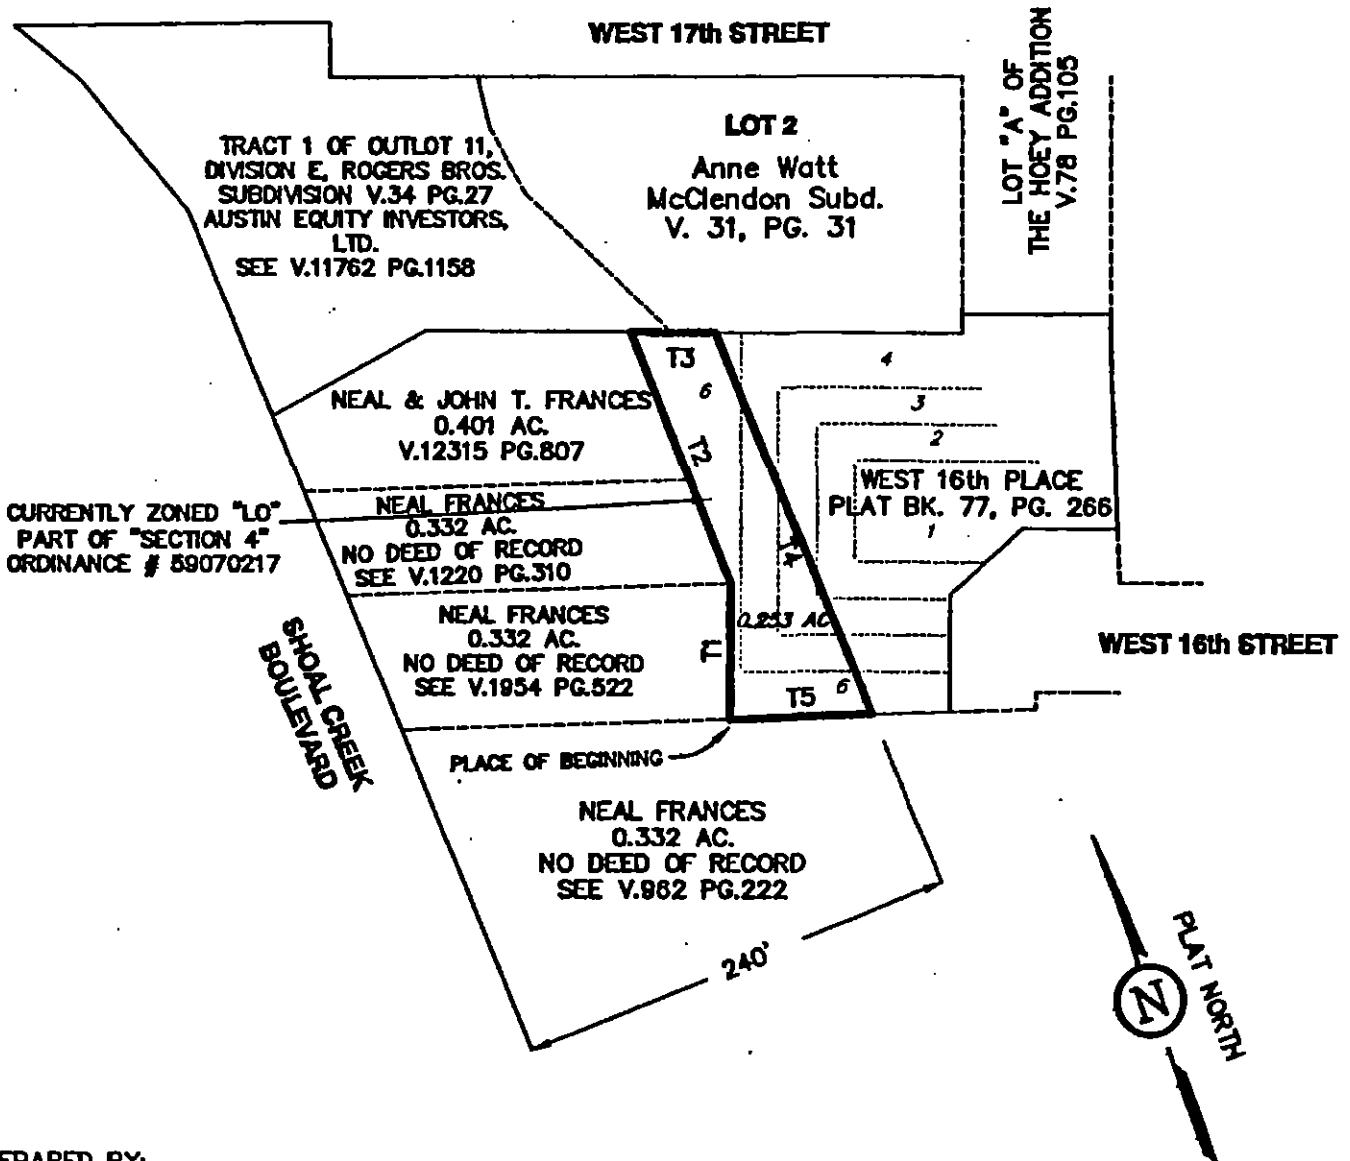 WEST 17th STREET
LOT "A" OF
THE HOEY ADDITION
V.78 PG.105
TRACT 1 OF OUTLOT 11,
DIVISION E, ROGERS BROS.
SUBDIVISION V.34 PG.27
AUSTIN EQUITY INVESTORS,
LTD.
SEE V.11762 PG.1158
LOT 2
Anne Watt
McClendon Subd.
V. 31, PG. 31
T3
6
4
3
2
NEAL & JOHN T. FRANCES
0.401 AC.
V.12315 PG.807
T2
WEST 16th PLACE
PLAT BK. 77, PG. 266
1
CURRENTLY ZONED "LO"
PART OF "SECTION 4"
ORDINANCE # 59070217
NEAL FRANCES
0.332 AC.
NO DEED OF RECORD
SEE V.1220 PG.310
T4
NEAL FRANCES
0.332 AC.
NO DEED OF RECORD
SEE V.1954 PG.522
T1
0.253 AC
WEST 16th STREET
SHOAL CREEK
BOULEVARD
T5
6
PLACE OF BEGINNING
NEAL FRANCES
0.332 AC.
NO DEED OF RECORD
SEE V.962 PG.222
240'
PLAT NORTH
N